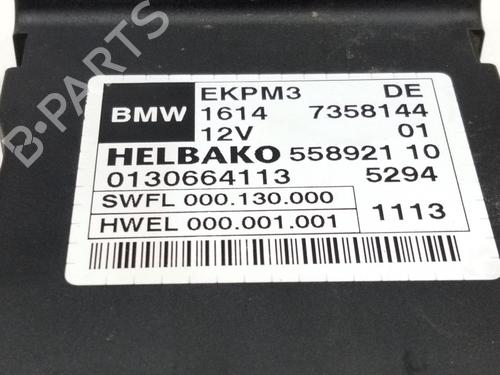 EKPM3 DE
BMW 1614 7358144
12V 01
HELBAKO 558921 10
0130664113 5294
SWFL 000.130.000
HWEL 000.001.001 1113
B-PARTS